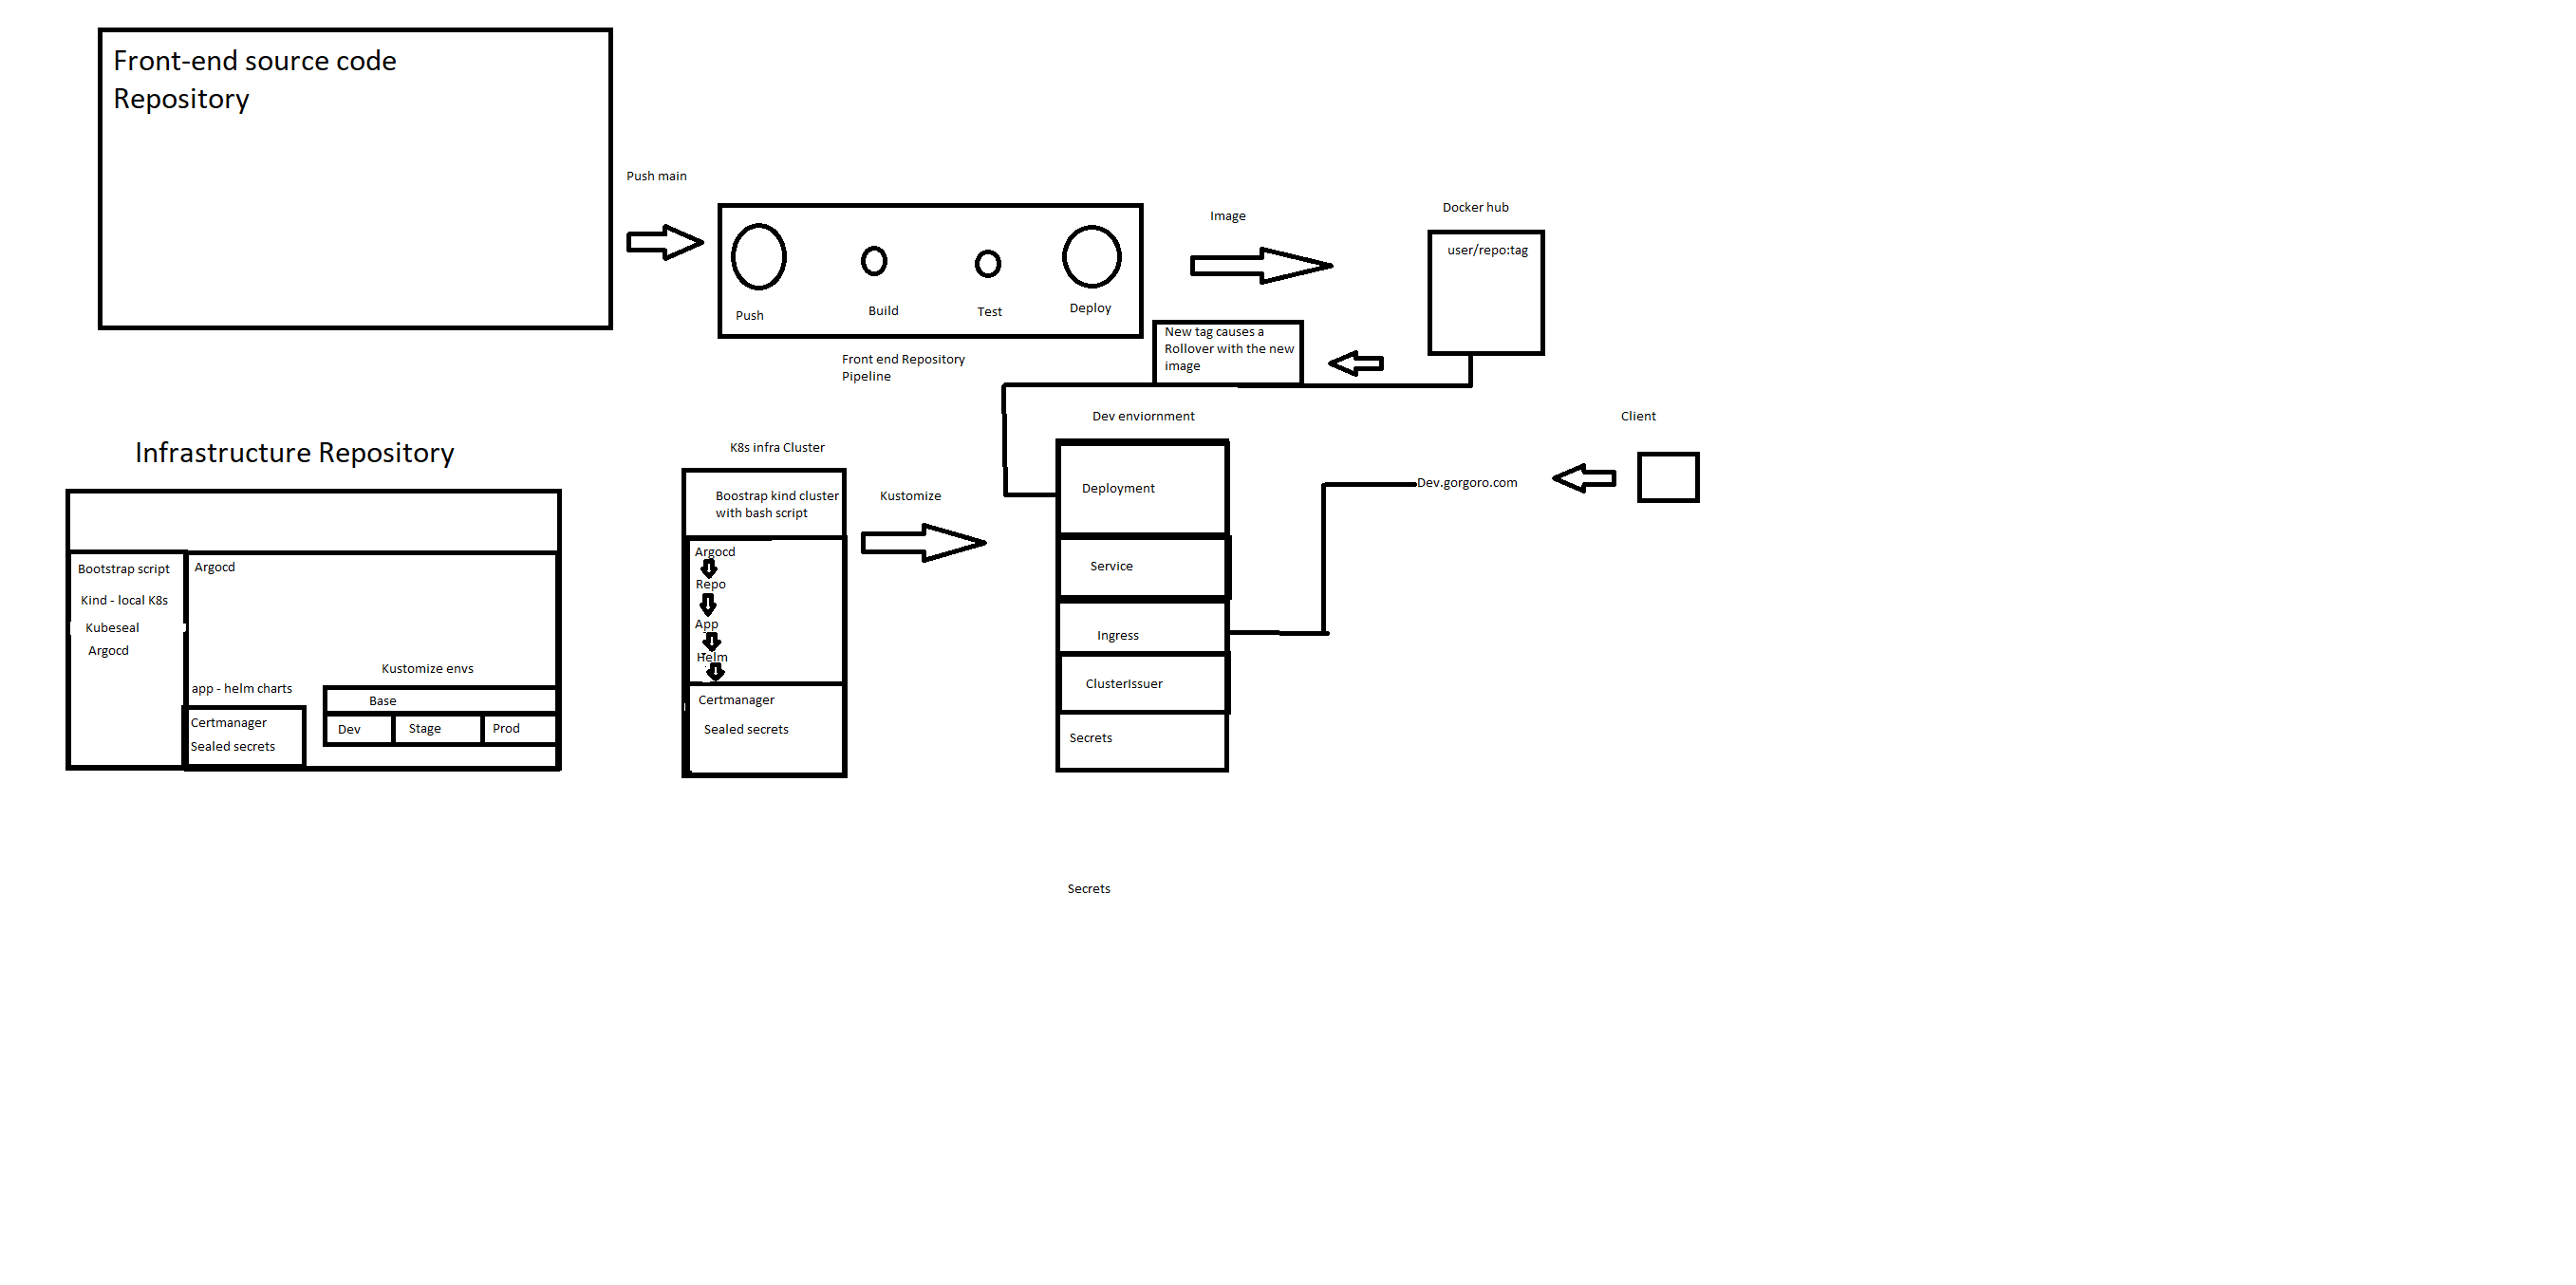 Front-end source code
Repository
Push main
Push
Build
Test
Deploy
Front end Repository
Pipeline
Image
Docker hub
user/repo:tag
New tag causes a
Rollover with the new
image
Infrastructure Repository
Bootstrap script
Kind - local K8s
Kubeseal
Argocd
Argocd
app - helm charts
Certmanager
Sealed secrets
Kustomize envs
Base
Dev
Stage
Prod
K8s infra Cluster
Boostrap kind cluster
with bash script
Argocd
Repo
App
Helm
Certmanager
Sealed secrets
Kustomize
Dev enviornment
Deployment
Service
Ingress
ClusterIssuer
Secrets
Client
Dev.gorgoro.com
Secrets